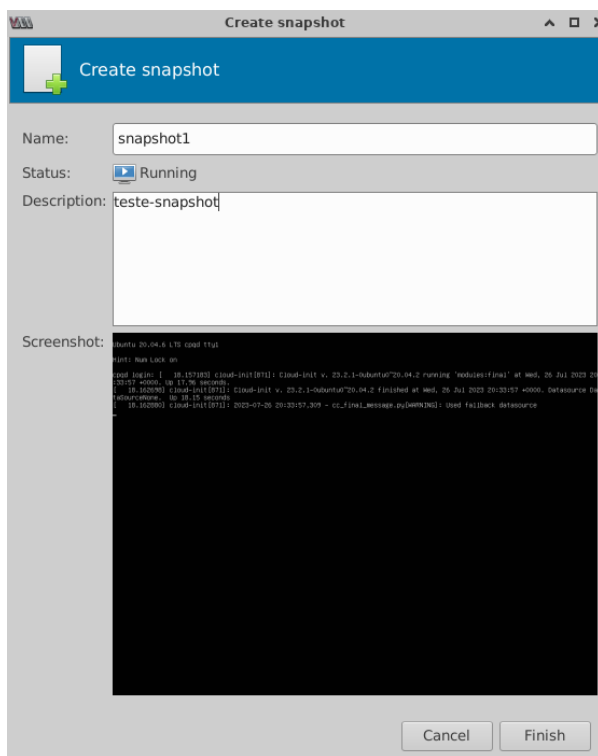 Create snapshot
Create snapshot
Name: snapshot1
Status: Running
Description: teste-snapshot
Screenshot:
Ubuntu 20.04.6 LTS cpqd tty1
Hint: Num Lock on
cpqd login: [   18.157183] cloud-init[871]: Cloud-init v. 23.2.1-0ubuntu0~20.04.2 running 'modules:final' at Wed, 26 Jul 2023 20
:33:57 +0000. Up 17.96 seconds.
[   18.162698] cloud-init[871]: Cloud-init v. 23.2.1-0ubuntu0~20.04.2 finished at Wed, 26 Jul 2023 20:33:57 +0000. Datasource Da
taSourceNone.  Up 18.15 seconds
[   18.162880] cloud-init[871]: 2023-07-26 20:33:57,309 - cc_final_message.py[WARNING]: Used fallback datasource
Cancel Finish